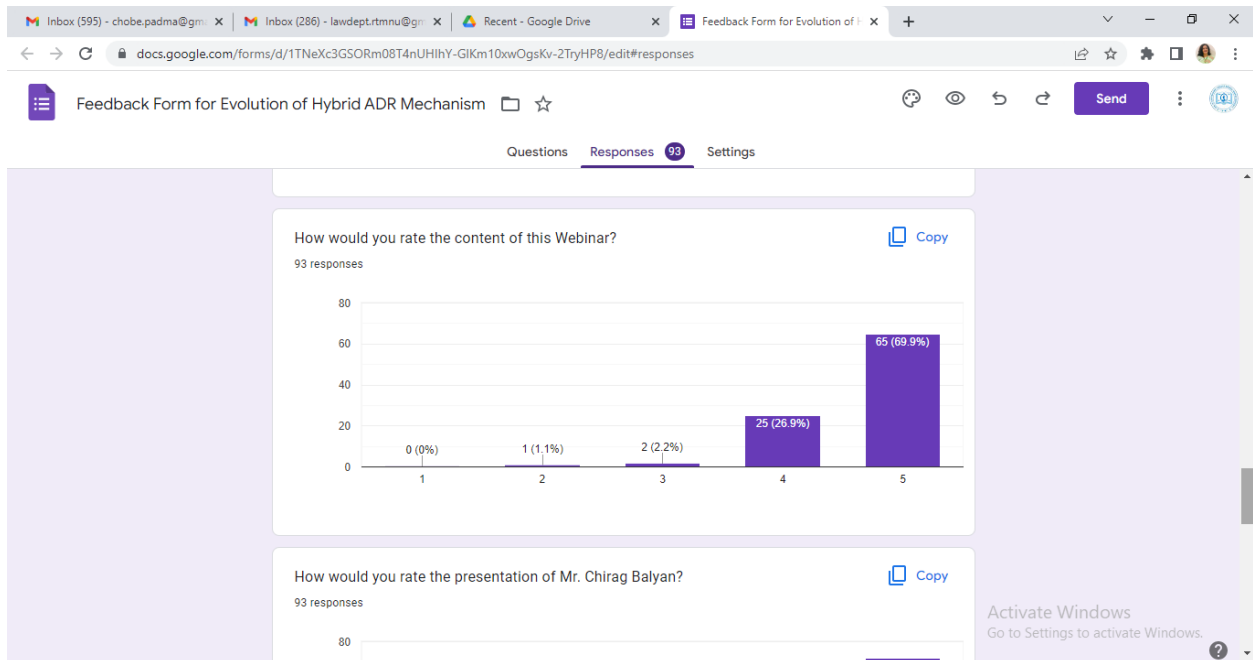 Inbox (595) - chobe.padma@gm
Inbox (286) - lawdept.rtmnu@gm
Recent - Google Drive
Feedback Form for Evolution of H
docs.google.com/forms/d/1TNeXc3GSORm08T4nUHIhY-GlKm10xwOgsKv-2TryHP8/edit#responses
Feedback Form for Evolution of Hybrid ADR Mechanism
Send
Questions Responses 93 Settings
How would you rate the content of this Webinar?
Copy
93 responses
80
60
40
20
0
0 (0%)
1 (1.1%)
2 (2.2%)
25 (26.9%)
65 (69.9%)
1 2 3 4 5
How would you rate the presentation of Mr. Chirag Balyan?
Copy
93 responses
80
Activate Windows
Go to Settings to activate Windows.